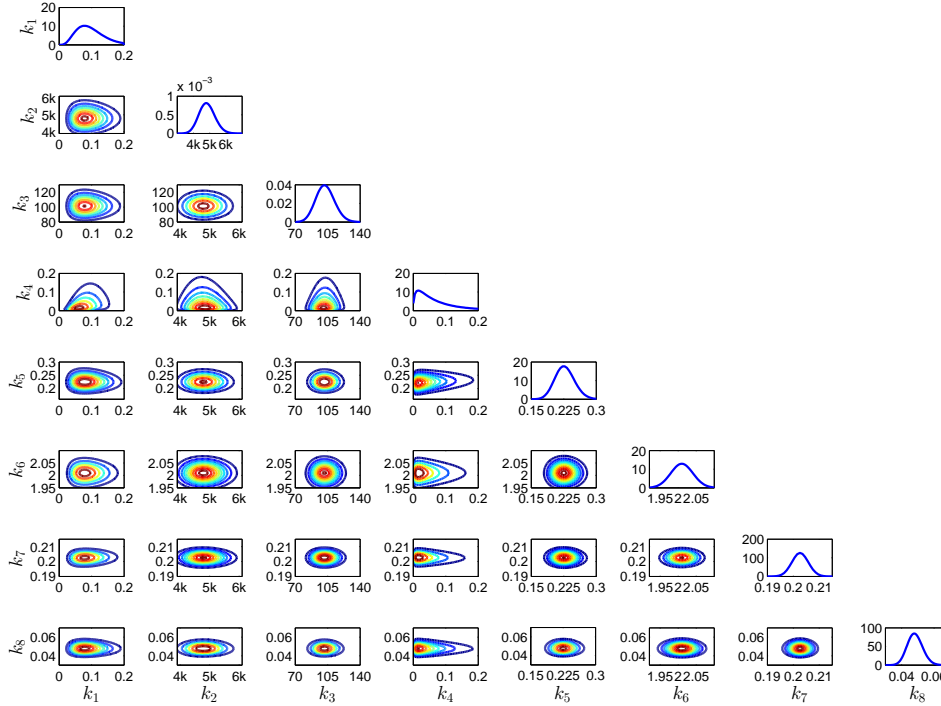 20
k1 10
0
0 0.1 0.2
x 10^-3
6k 1
k2 5k 0.5
4k 0
0 0.1 0.2 4k5k6k
120 120 0.04
k3 100 100 0.02
80 80 0
0 0.1 0.2 4k 5k 6k 70 105 140
0.2 0.2 0.2 20
k4 0.1 0.1 0.1 10
0 0 0 0
0 0.1 0.2 4k 5k 6k 70 105 140 0 0.1 0.2
0.3 0.3 0.3 0.3 20
k5 0.25 0.25 0.25 0.25 10
0.2 0.2 0.2 0.2 0
0 0.1 0.2 4k 5k 6k 70 105 140 0 0.1 0.2 0.15 0.225 0.3
2.05 2.05 2.05 2.05 2.05 20
k6 2 2 2 2 2 10
1.95 1.95 1.95 1.95 1.95 0
0 0.1 0.2 4k 5k 6k 70 105 140 0 0.1 0.2 0.15 0.225 0.3 1.9522.05
0.21 0.21 0.21 0.21 0.21 0.21 200
k7 0.2 0.2 0.2 0.2 0.2 0.2 100
0.19 0.19 0.19 0.19 0.19 0.19 0
0 0.1 0.2 4k 5k 6k 70 105 140 0 0.1 0.2 0.15 0.225 0.3 1.9522.05 0.19 0.2 0.21
100
k8 0.06 0.06 0.06 0.06 0.06 0.06 0.06 50
0.04 0.04 0.04 0.04 0.04 0.04 0.04 0
0 0.1 0.2 4k 5k 6k 70 105 140 0 0.1 0.2 0.15 0.225 0.3 1.9522.05 0.19 0.2 0.21 0.04
k1 k2 k3 k4 k5 k6 k7 k8